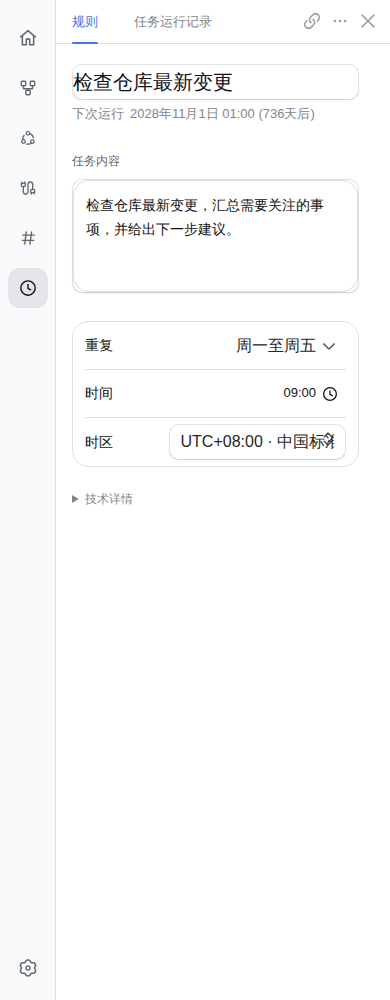 规则
任务运行记录
检查仓库最新变更
下次运行 2028年11月1日 01:00 (736天后)
任务内容
检查仓库最新变更，汇总需要关注的事
项，并给出下一步建议。
重复
周一至周五
时间
09:00
时区
UTC+08:00 · 中国标
技术详情